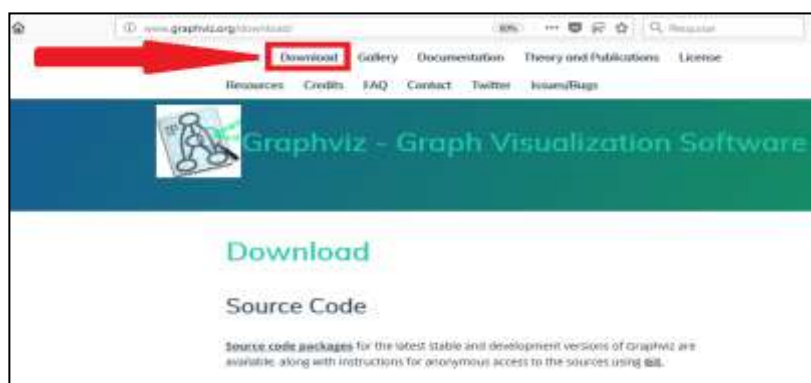 www.graphviz.org/download/ 80% ... Pesquisar
Download Gallery Documentation Theory and Publications License
Resources Credits FAQ Contact Twitter Issues/Bugs
Graphviz - Graph Visualization Software
Download
Source Code
Source code packages for the latest stable and development versions of Graphviz are
available, along with instructions for anonymous access to the sources using Git.